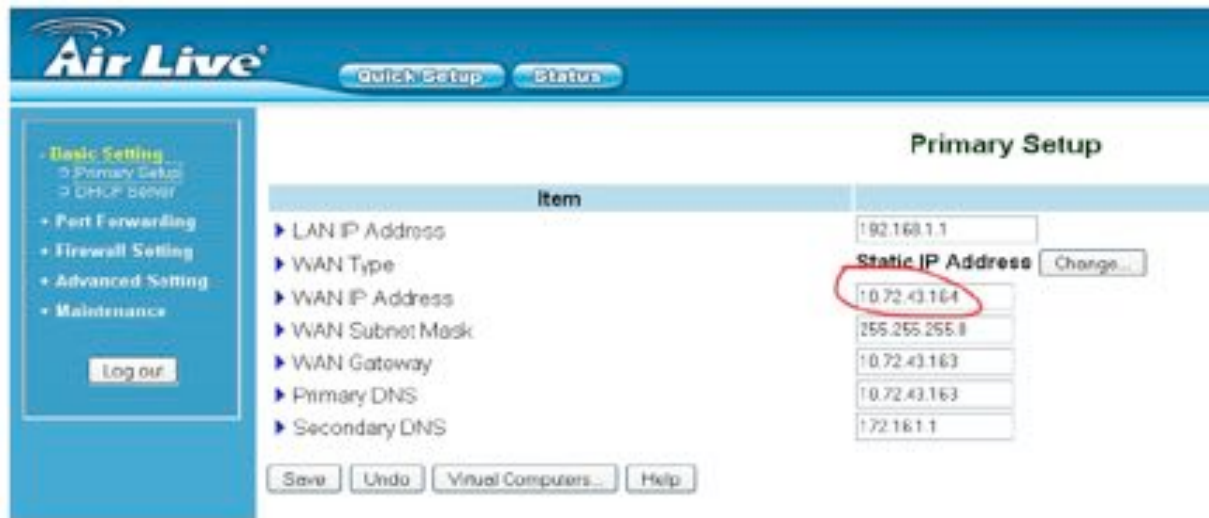 Air Live®
Quick Setup Status
Primary Setup
- Basic Setting
Primary Setup
DHCP Server
+ Port Forwarding
+ Firewall Setting
+ Advanced Setting
+ Maintenance
Log out
Item
LAN IP Address 192.168.1.1
WAN Type Static IP Address Change...
WAN IP Address 10.72.43.164
WAN Subnet Mask 255.255.255.0
WAN Gateway 10.72.43.163
Primary DNS 10.72.43.163
Secondary DNS 172.16.1.1
Save Undo Virtual Computers... Help